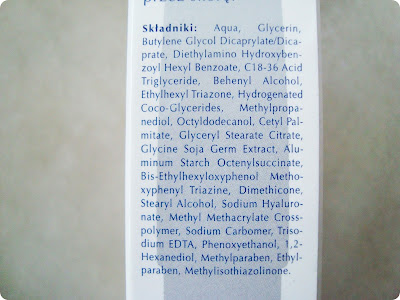 Składniki: Aqua, Glycerin,
Butylene Glycol Dicaprylate/Dica-
prate, Diethylamino Hydroxyben-
zoyl Hexyl Benzoate, C18-36 Acid
Triglyceride, Behenyl Alcohol,
Ethylhexyl Triazone, Hydrogenated
Coco-Glycerides, Methylpropa-
nediol, Octyldodecanol, Cetyl Pal-
mitate, Glyceryl Stearate Citrate,
Glycine Soja Germ Extract, Alu-
minum Starch Octenylsuccinate,
Bis-Ethylhexyloxyphenol Metho-
xyphenyl Triazine, Dimethicone,
Stearyl Alcohol, Sodium Hyaluro-
nate, Methyl Methacrylate Cross-
polymer, Sodium Carbomer, Triso-
dium EDTA, Phenoxyethanol, 1,2-
Hexanediol, Methylparaben, Ethyl-
paraben, Methylisothiazolinone.